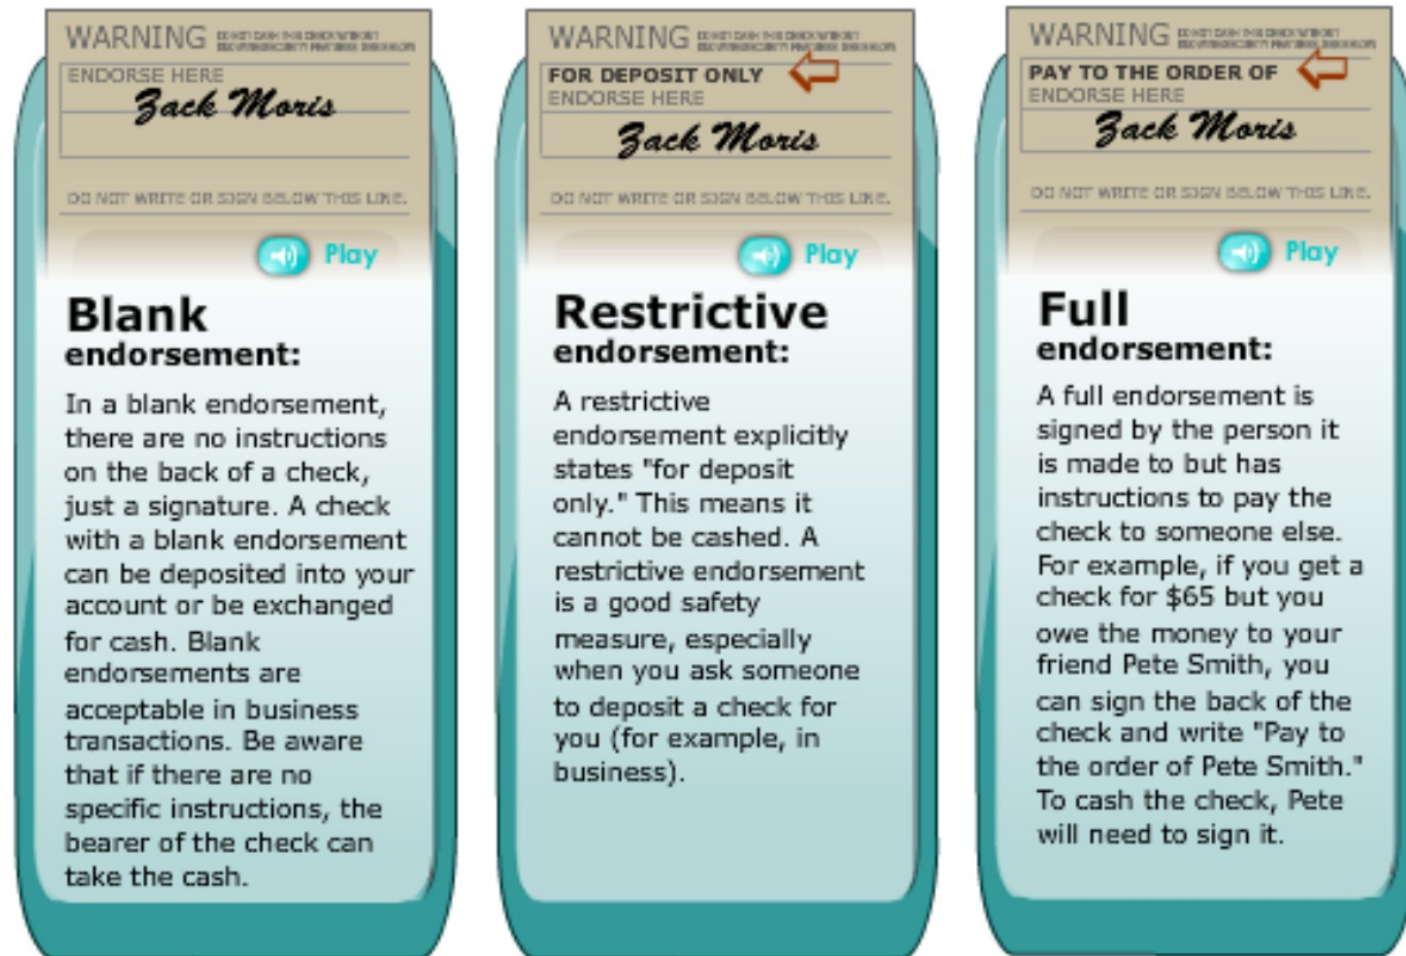 WARNING
ENDORSE HERE
Zack Moris
DO NOT WRITE OR SIGN BELOW THIS LINE.
Play
Blank
endorsement:
In a blank endorsement,
there are no instructions
on the back of a check,
just a signature. A check
with a blank endorsement
can be deposited into your
account or be exchanged
for cash. Blank
endorsements are
acceptable in business
transactions. Be aware
that if there are no
specific instructions, the
bearer of the check can
take the cash.
WARNING
FOR DEPOSIT ONLY
ENDORSE HERE
Zack Moris
DO NOT WRITE OR SIGN BELOW THIS LINE.
Play
Restrictive
endorsement:
A restrictive
endorsement explicitly
states "for deposit
only." This means it
cannot be cashed. A
restrictive endorsement
is a good safety
measure, especially
when you ask someone
to deposit a check for
you (for example, in
business).
WARNING
PAY TO THE ORDER OF
ENDORSE HERE
Zack Moris
DO NOT WRITE OR SIGN BELOW THIS LINE.
Play
Full
endorsement:
A full endorsement is
signed by the person it
is made to but has
instructions to pay the
check to someone else.
For example, if you get a
check for $65 but you
owe the money to your
friend Pete Smith, you
can sign the back of the
check and write "Pay to
the order of Pete Smith."
To cash the check, Pete
will need to sign it.